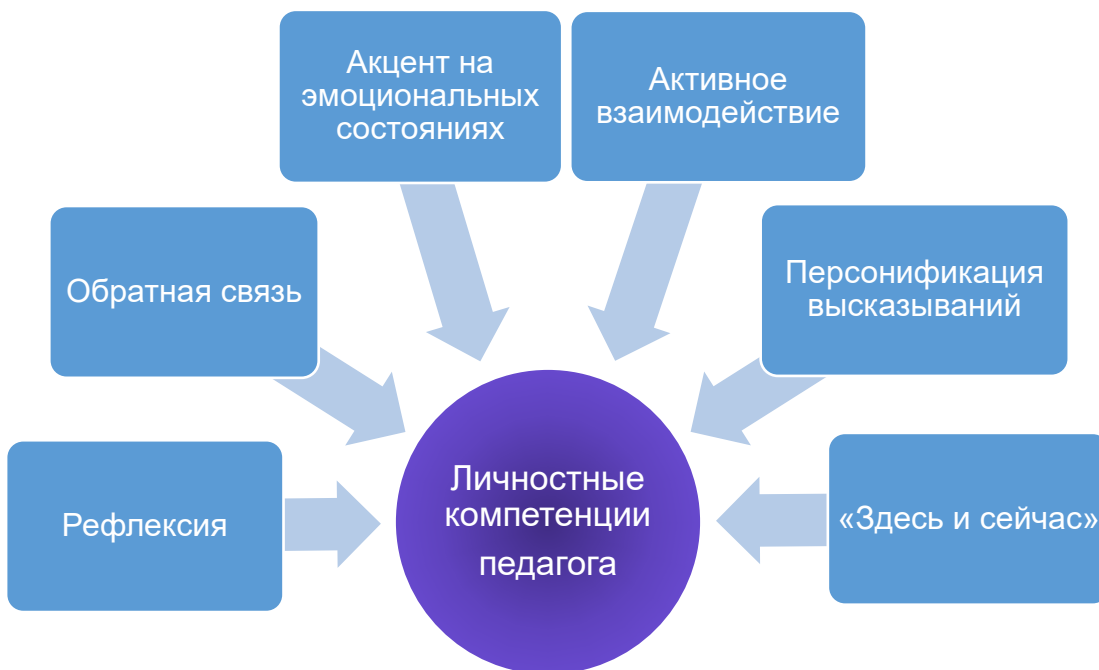 Акцент на
эмоциональных
состояниях
Активное
взаимодействие
Обратная связь
Персонификация
высказываний
Рефлексия
Личностные
компетенции
педагога
«Здесь и сейчас»